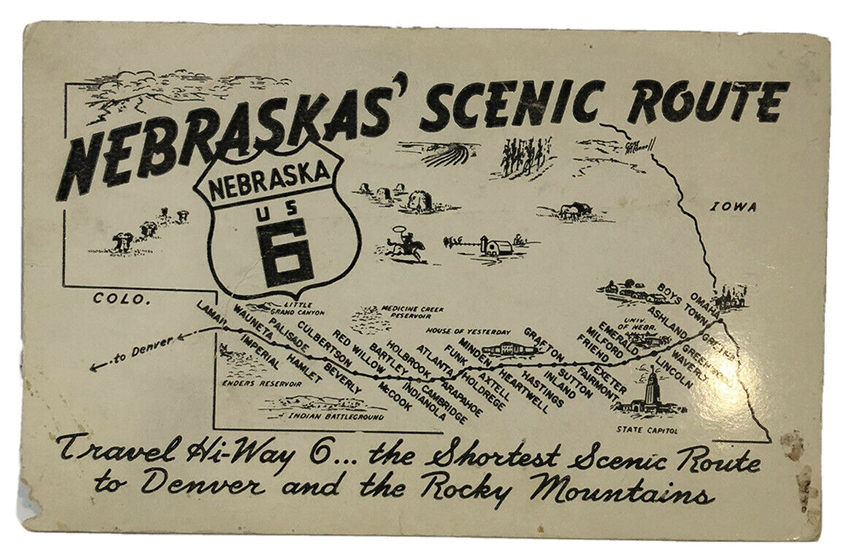 NEBRASKAS' SCENIC ROUTE
NEBRASKA
US
6
IOWA
COLO.
LITTLE
GRAND CANYON
MEDICINE CREEK
RESERVOIR
HOUSE OF YESTERDAY
UNIV.
OF NEBR.
ENDERS RESERVOIR
INDIAN BATTLEGROUND
STATE CAPITOL
to Denver
LAMAR
WAUNETA
IMPERIAL
PALISADE
HAMLET
CULBERTSON
BEVERLY
RED WILLOW
McCOOK
BARTLEY
INDIANOLA
HOLBROOK
CAMBRIDGE
ATLANTA
ARAPAHOE
FUNK
HOLDREGE
AXTELL
MINDEN
HEARTWELL
HASTINGS
INLAND
GRAFTON
SUTTON
FAIRMONT
EXETER
FRIEND
MILFORD
EMERALD
LINCOLN
WAVERLY
GREENWOOD
ASHLAND
GRETNA
BOYS TOWN
OMAHA
Travel Hi-Way 6... the Shortest Scenic Route
to Denver and the Rocky Mountains